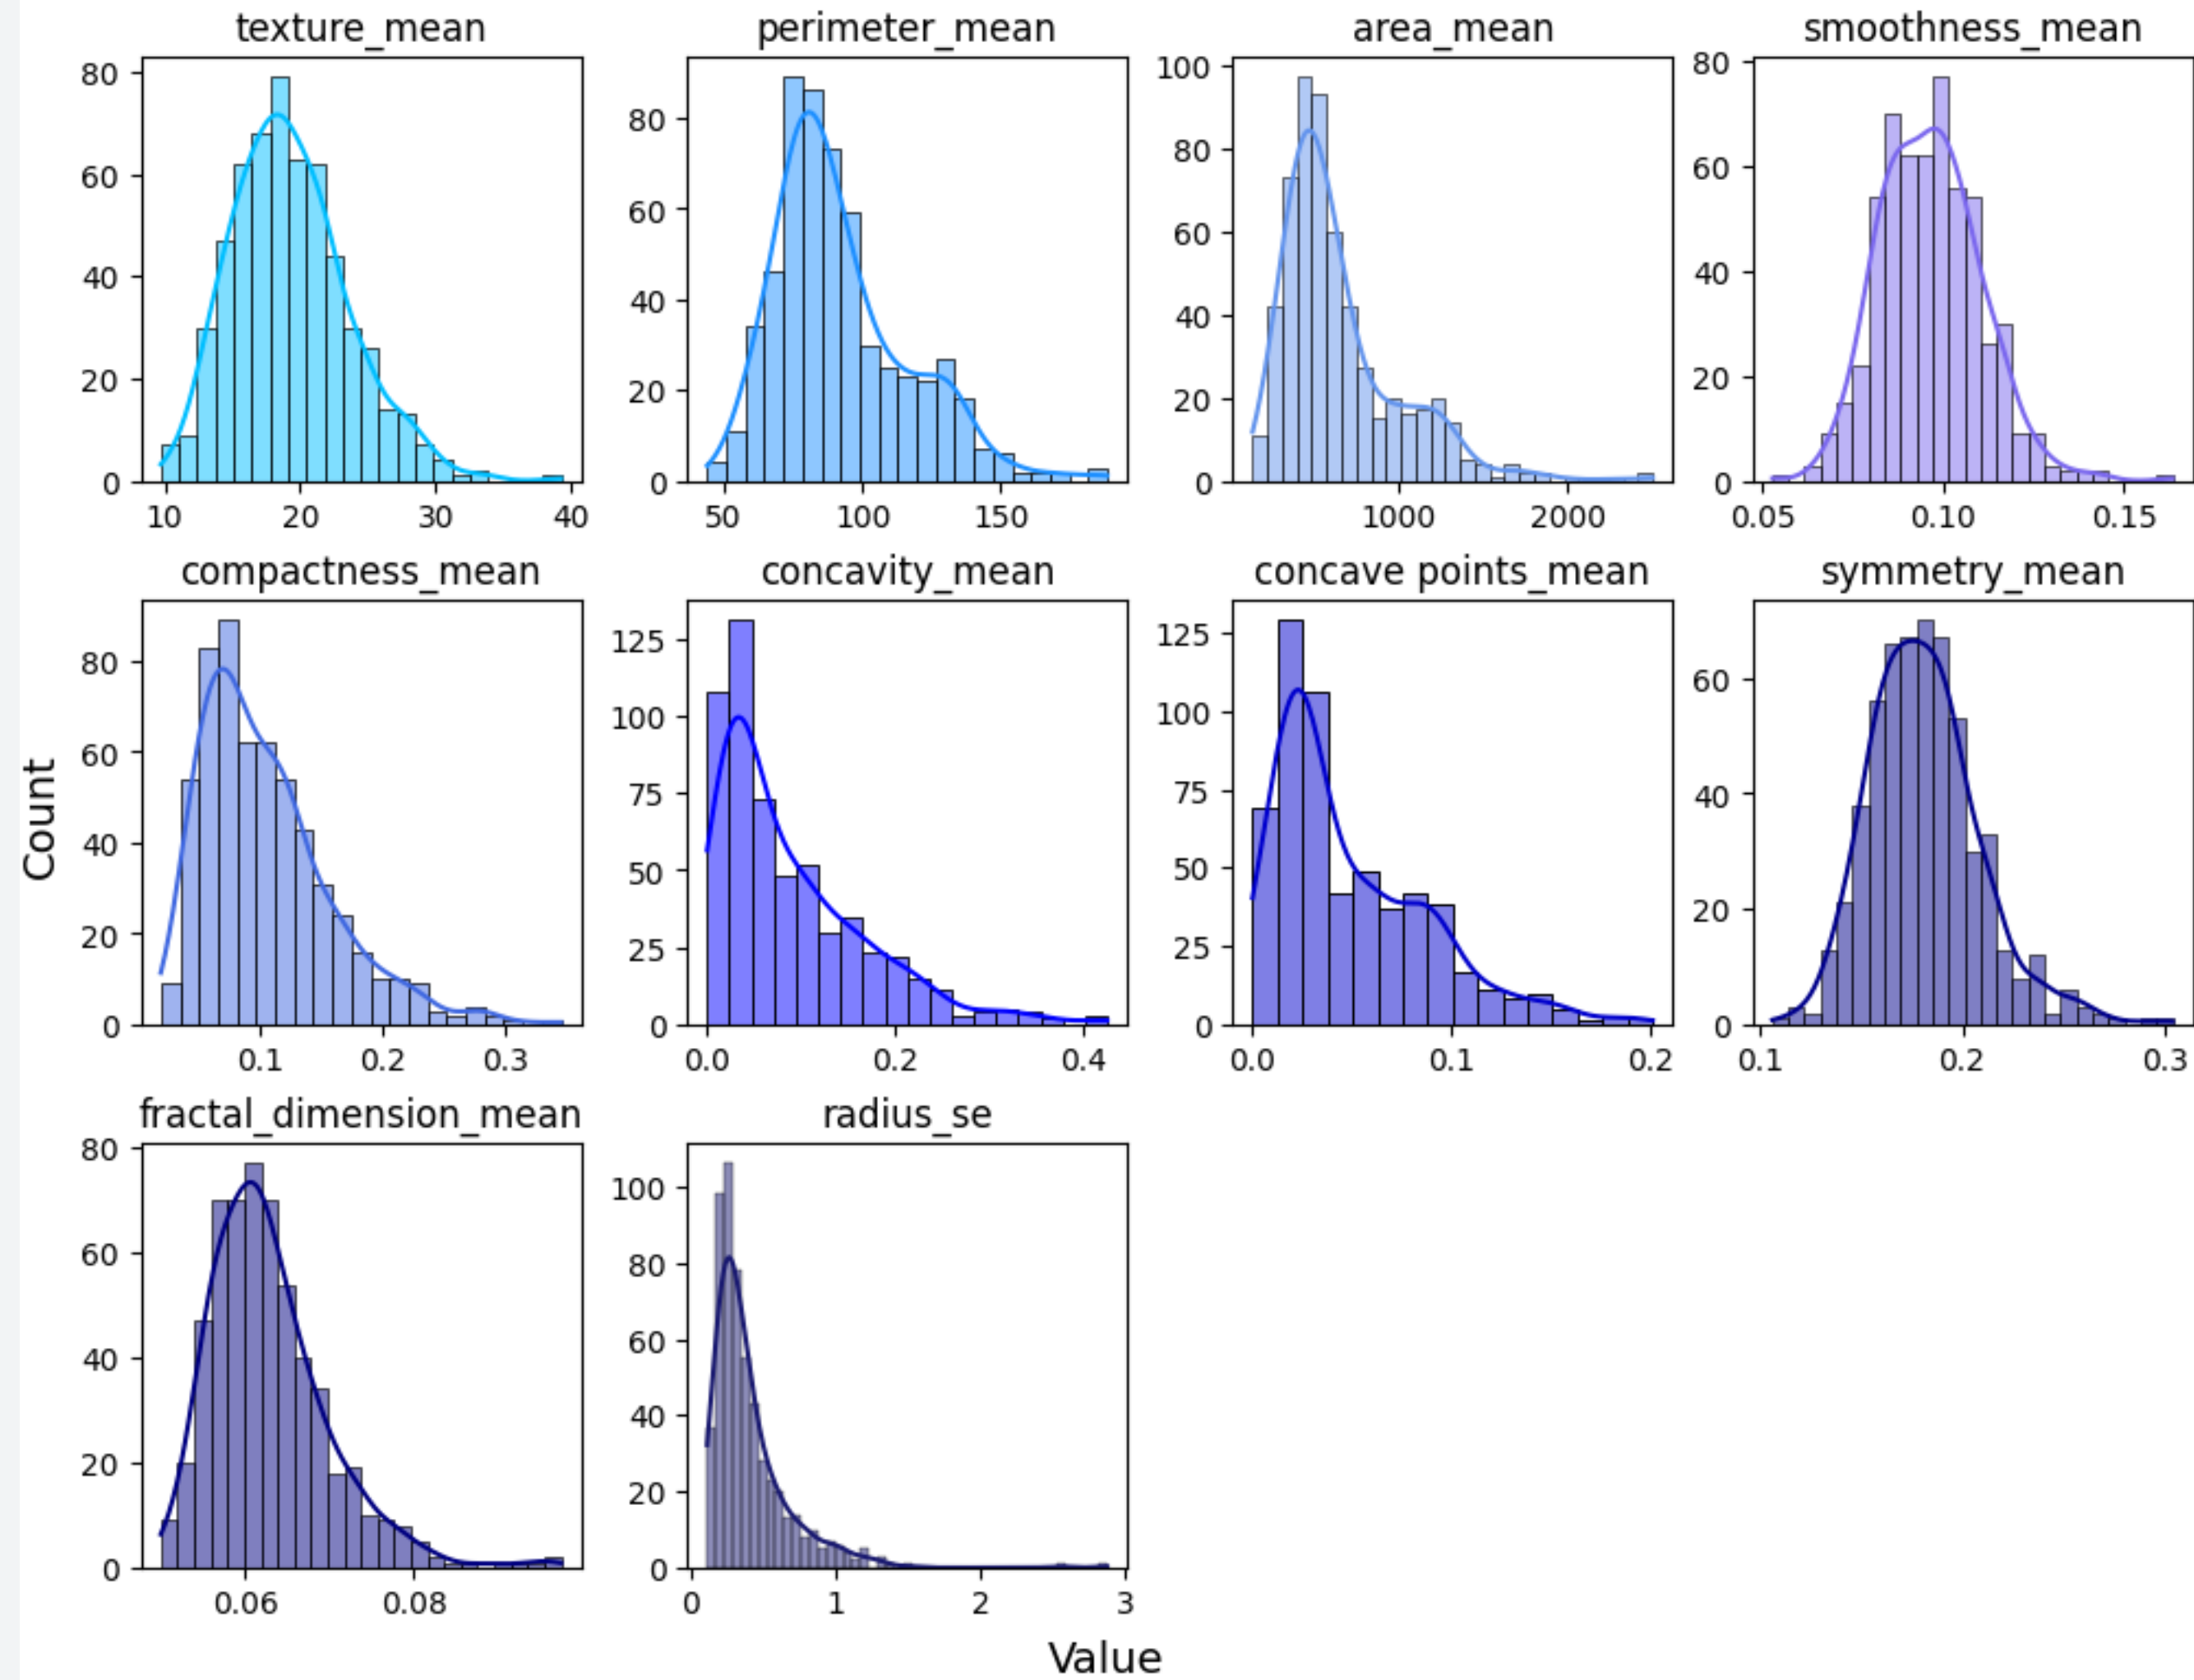 texture_mean
perimeter_mean
area_mean
smoothness_mean
80
60
40
20
0
10 20 30 40
80
60
40
20
0
50 100 150
100
80
60
40
20
0
1000 2000
80
60
40
20
0
0.05 0.10 0.15
compactness_mean
concavity_mean
concave points_mean
symmetry_mean
Count
80
60
40
20
0
0.1 0.2 0.3
125
100
75
50
25
0
0.0 0.2 0.4
125
100
75
50
25
0
0.0 0.1 0.2
60
40
20
0
0.1 0.2 0.3
fractal_dimension_mean
radius_se
80
60
40
20
0
0.06 0.08
100
80
60
40
20
0
0 1 2 3
Value